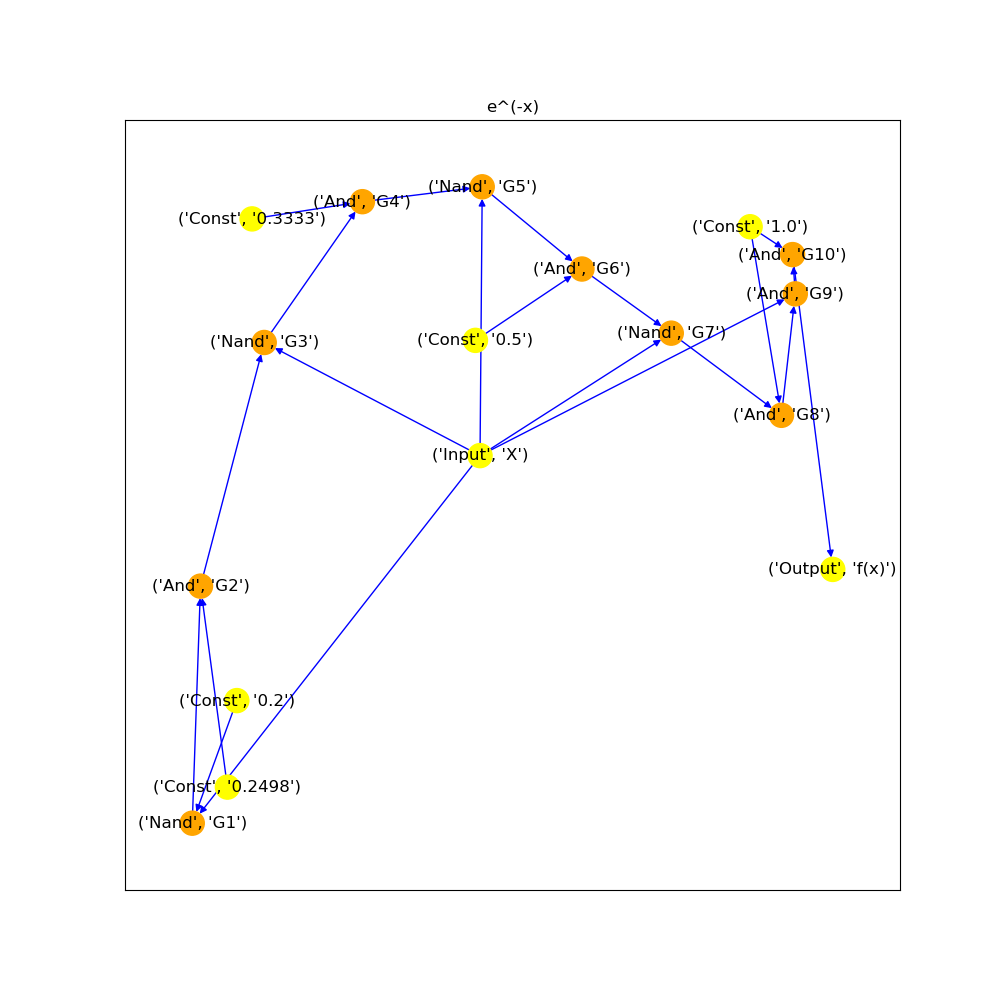 e^(-x)
('Nand', 'G5')
('And', 'G4')
('Const', '0.3333')
('Const', '1.0')
('And', 'G10')
('And', 'G6')
('And', 'G9')
('Nand', 'G7')
('Const', '0.5')
('Nand', 'G3')
('And', 'G8')
('Input', 'X')
('Output', 'f(x)')
('And', 'G2')
('Const', '0.2')
('Const', '0.2498')
('Nand', 'G1')